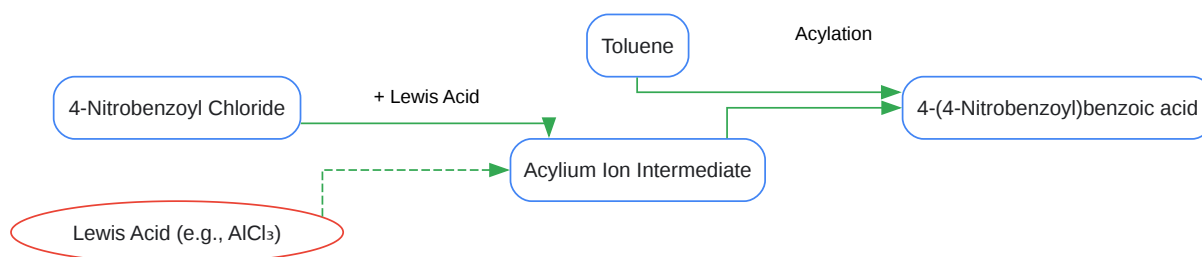 Toluene
Acylation
4-Nitrobenzoyl Chloride
+ Lewis Acid
4-(4-Nitrobenzoyl)benzoic acid
Acylium Ion Intermediate
Lewis Acid (e.g., AlCl₃)